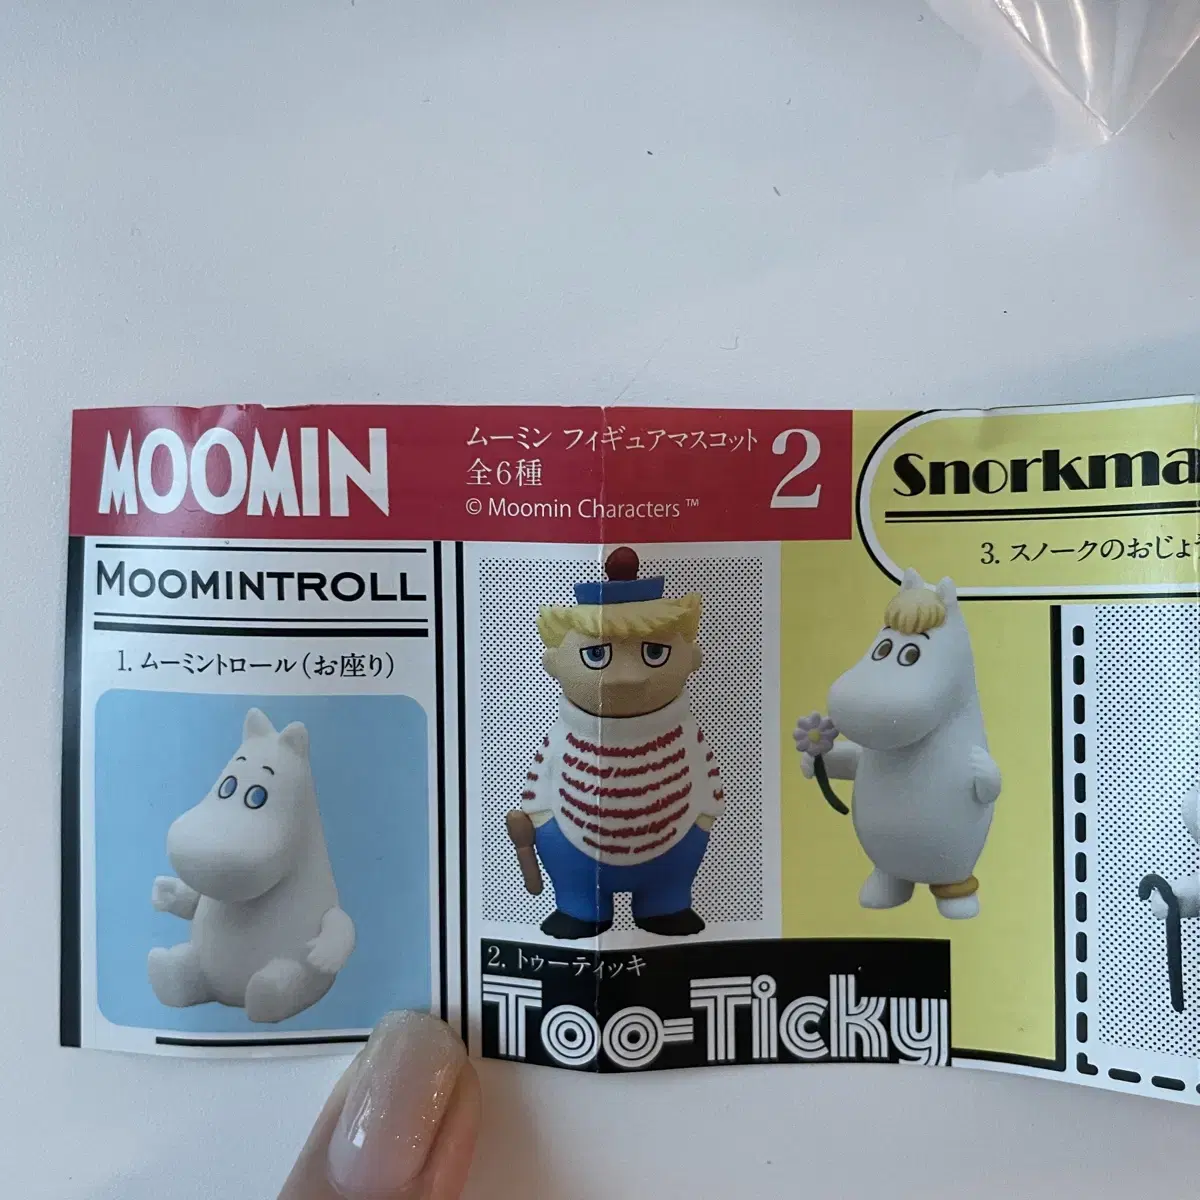 MOOMIN
ムーミン フィギュアマスコット
全6種
© Moomin Characters ™
2
MOOMINTROLL
1. ムーミントロール(お座り)
2. トゥーティッキ
Too-Ticky
Snorkma
3. スノークのおじょ